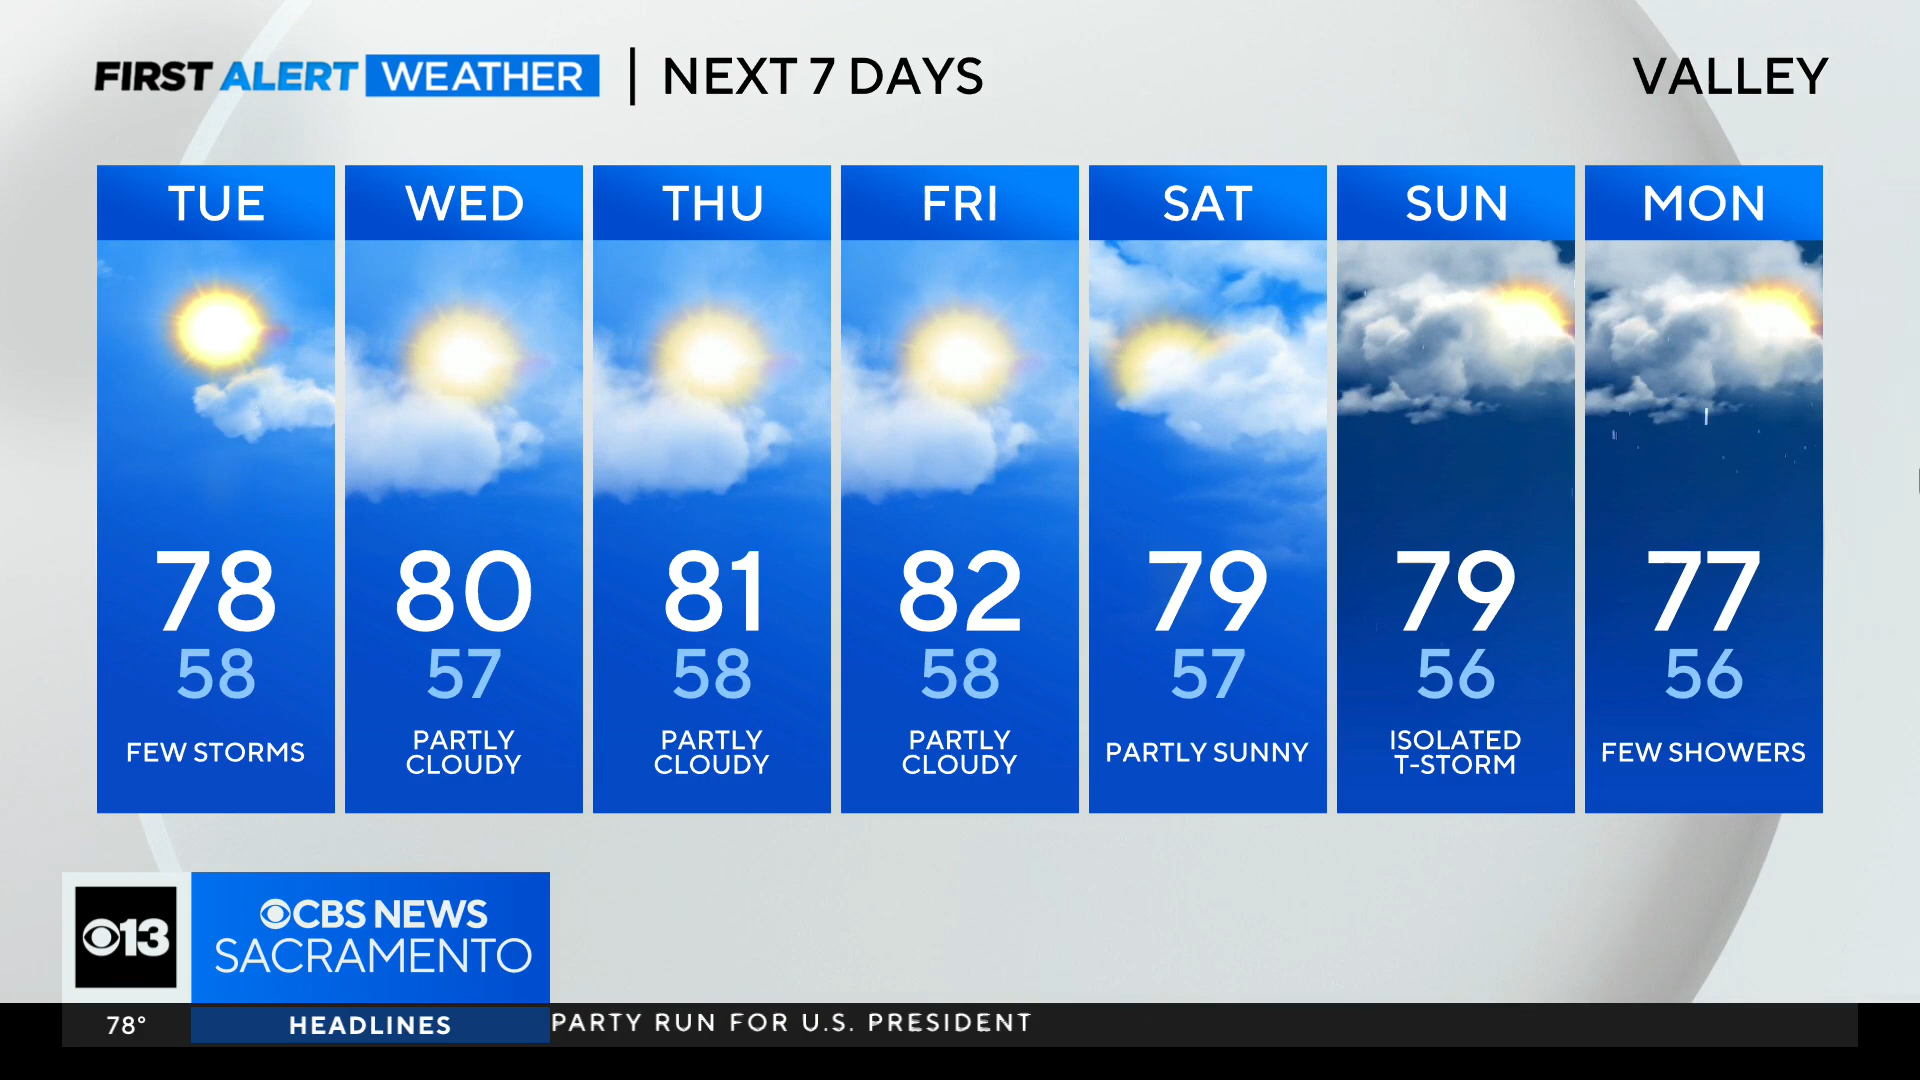 FIRST ALERT WEATHER | NEXT 7 DAYS
VALLEY
TUE
78
58
FEW STORMS
WED
80
57
PARTLY
CLOUDY
THU
81
58
PARTLY
CLOUDY
FRI
82
58
PARTLY
CLOUDY
SAT
79
57
PARTLY SUNNY
SUN
79
56
ISOLATED
T-STORM
MON
77
56
FEW SHOWERS
13
CBS NEWS
SACRAMENTO
78°
HEADLINES
PARTY RUN FOR U.S. PRESIDENT